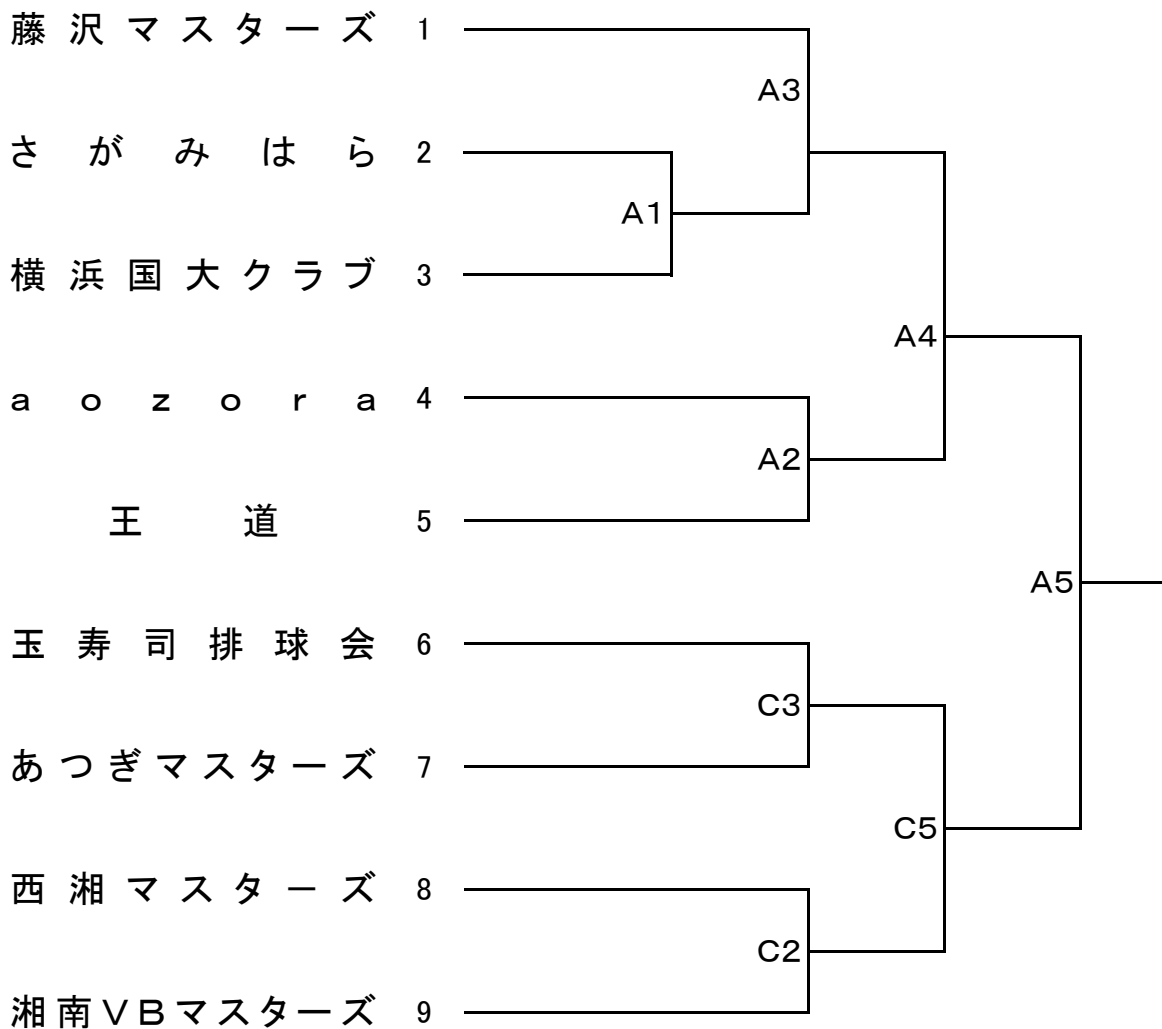 藤沢マスターズ 1
A3
さがみはら 2
A1
横浜国大クラブ 3
A4
aozora 4
A2
王道 5
A5
玉寿司排球会 6
C3
あつぎマスターズ 7
C5
西湘マスターズ 8
C2
湘南VBマスターズ 9